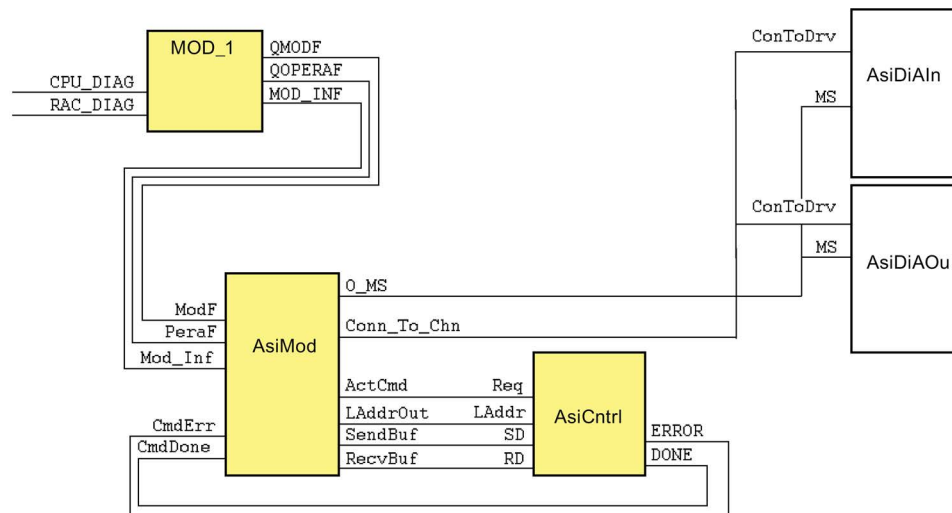 MOD_1
QMODF
QOPERAF
MOD_INF
CPU_DIAG
RAC_DIAG
ConToDrv
AsiDiAIn
MS
ConToDrv
MS
AsiDiAOu
ModF
PeraF
Mod_Inf
AsiMod
O_MS
Conn_To_Chn
ActCmd Req
LAddrOut LAddr
SendBuf SD
RecvBuf RD
AsiCntrl
CmdErr
CmdDone
ERROR
DONE